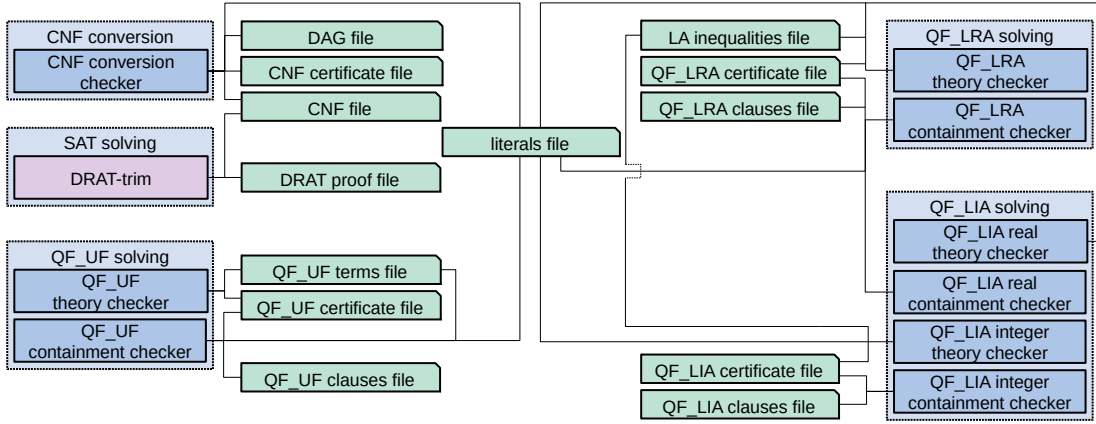 CNF conversion
CNF conversion
checker
SAT solving
DRAT-trim
QF_UF solving
QF_UF
theory checker
QF_UF
containment checker
DAG file
CNF certificate file
CNF file
DRAT proof file
QF_UF terms file
QF_UF certificate file
QF_UF clauses file
literals file
LA inequalities file
QF_LRA certificate file
QF_LRA clauses file
QF_LIA certificate file
QF_LIA clauses file
QF_LRA solving
QF_LRA
theory checker
QF_LRA
containment checker
QF_LIA solving
QF_LIA real
theory checker
QF_LIA real
containment checker
QF_LIA integer
theory checker
QF_LIA integer
containment checker